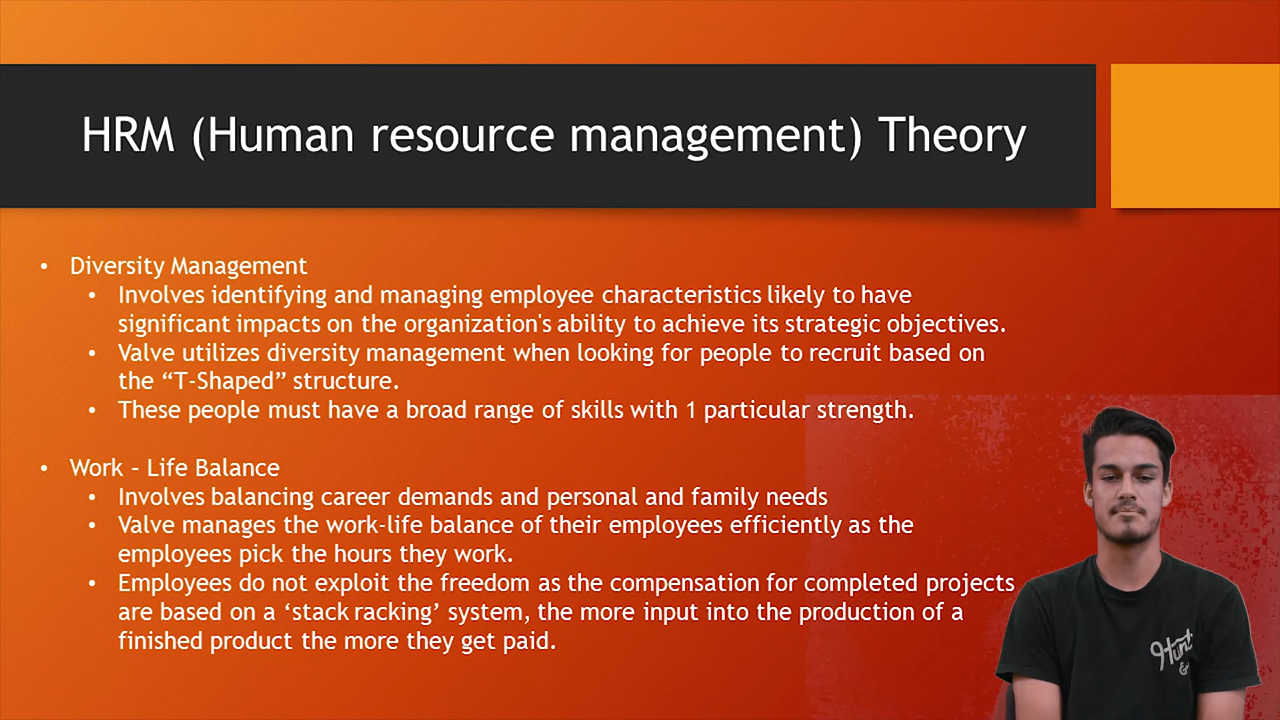 HRM (Human resource management) Theory
• Diversity Management
• Involves identifying and managing employee characteristics likely to have
significant impacts on the organization's ability to achieve its strategic objectives.
• Valve utilizes diversity management when looking for people to recruit based on
the “T-Shaped” structure.
• These people must have a broad range of skills with 1 particular strength.
• Work – Life Balance
• Involves balancing career demands and personal and family needs
• Valve manages the work-life balance of their employees efficiently as the
employees pick the hours they work.
• Employees do not exploit the freedom as the compensation for completed projects
are based on a ‘stack racking’ system, the more input into the production of a
finished product the more they get paid.
&